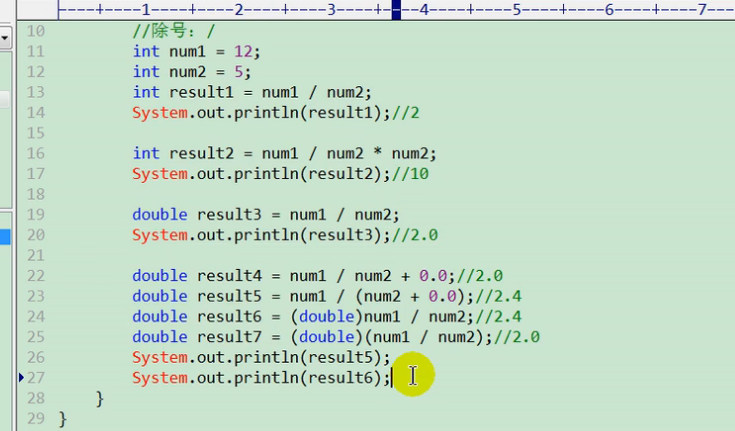 ----+----1----+----2----+----3----+----4----+----5----+----6----+----7--
10 //除号: /
11 int num1 = 12;
12 int num2 = 5;
13 int result1 = num1 / num2;
14 System.out.println(result1);//2
15
16 int result2 = num1 / num2 * num2;
17 System.out.println(result2);//10
18
19 double result3 = num1 / num2;
20 System.out.println(result3);//2.0
21
22 double result4 = num1 / num2 + 0.0;//2.0
23 double result5 = num1 / (num2 + 0.0);//2.4
24 double result6 = (double)num1 / num2;//2.4
25 double result7 = (double)(num1 / num2);//2.0
26 System.out.println(result5);
27 System.out.println(result6);
28 }
29 }